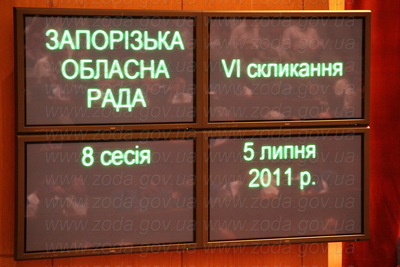 ЗАПОРІЗЬКА
ОБЛАСНА
РАДА
VI скликання
8 сесія
5 липня
2011 р.
www.zoda.gov.ua